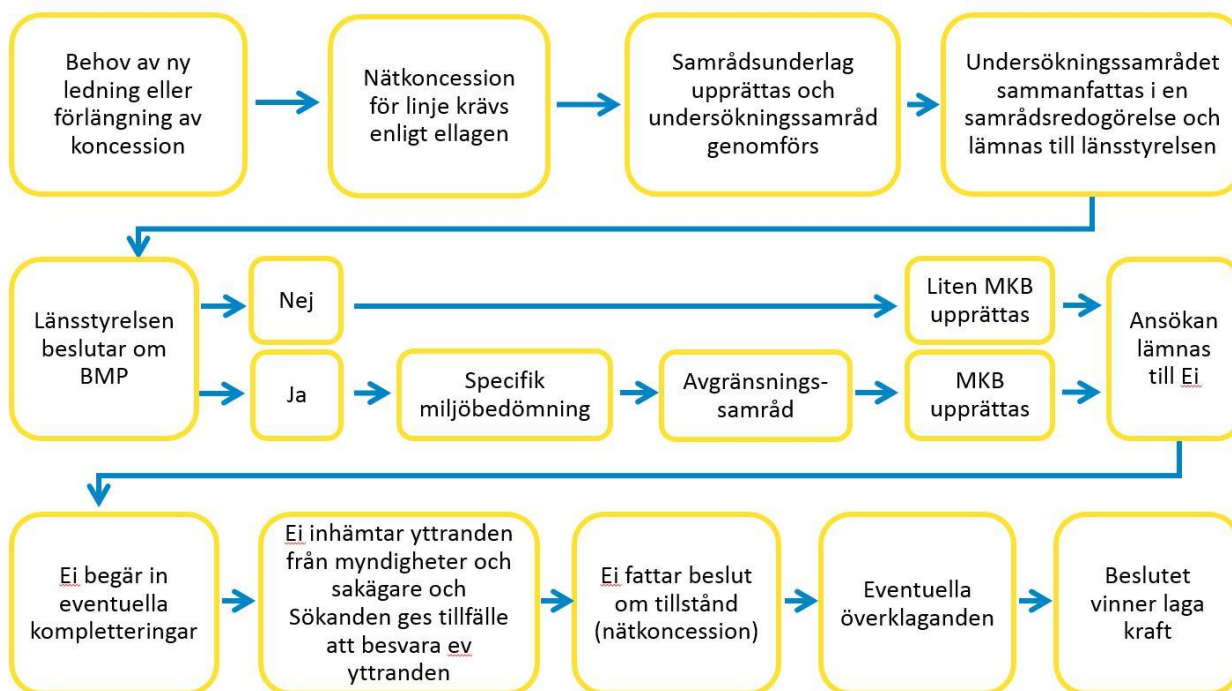 Behov av ny
ledning eller
förlängning av
koncession
Nätkoncession
för linje krävs
enligt ellagen
Samrådsunderlag
upprättas och
undersökningssamråd
genomförs
Undersökningssamrådet
sammanfattas i en
samrådsredogörelse och
lämnas till länsstyrelsen
Länsstyrelsen
beslutar om
BMP
Nej
Liten MKB
upprättas
Ja
Specifik
miljöbedömning
Avgränsnings-
samråd
MKB
upprättas
Ansökan
lämnas
till Ei
Ei begär in
eventuella
kompletteringar
Ei inhämtar yttranden
från myndigheter och
sakägare och
Sökanden ges tillfälle
att besvara ev
yttranden
Ei fattar beslut
om tillstånd
(nätkoncession)
Eventuella
överklaganden
Beslutet
vinner laga
kraft